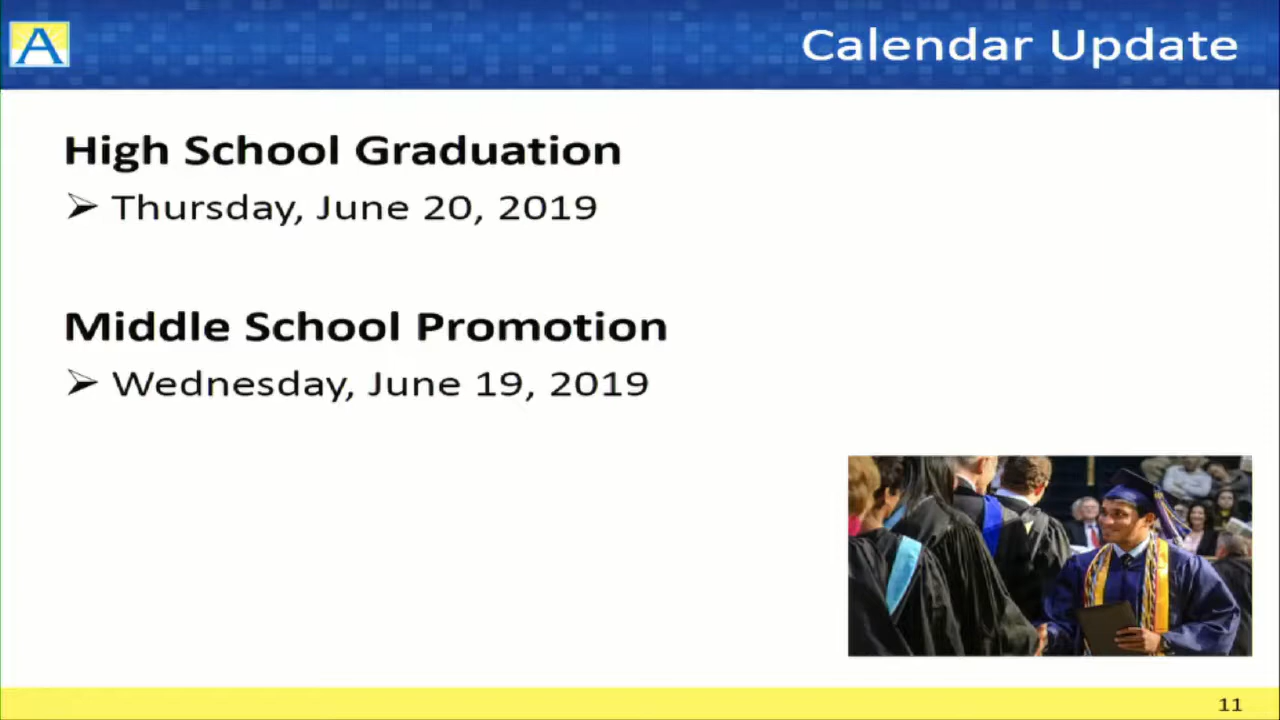 A
Calendar Update
High School Graduation
➢ Thursday, June 20, 2019
Middle School Promotion
➢ Wednesday, June 19, 2019
11